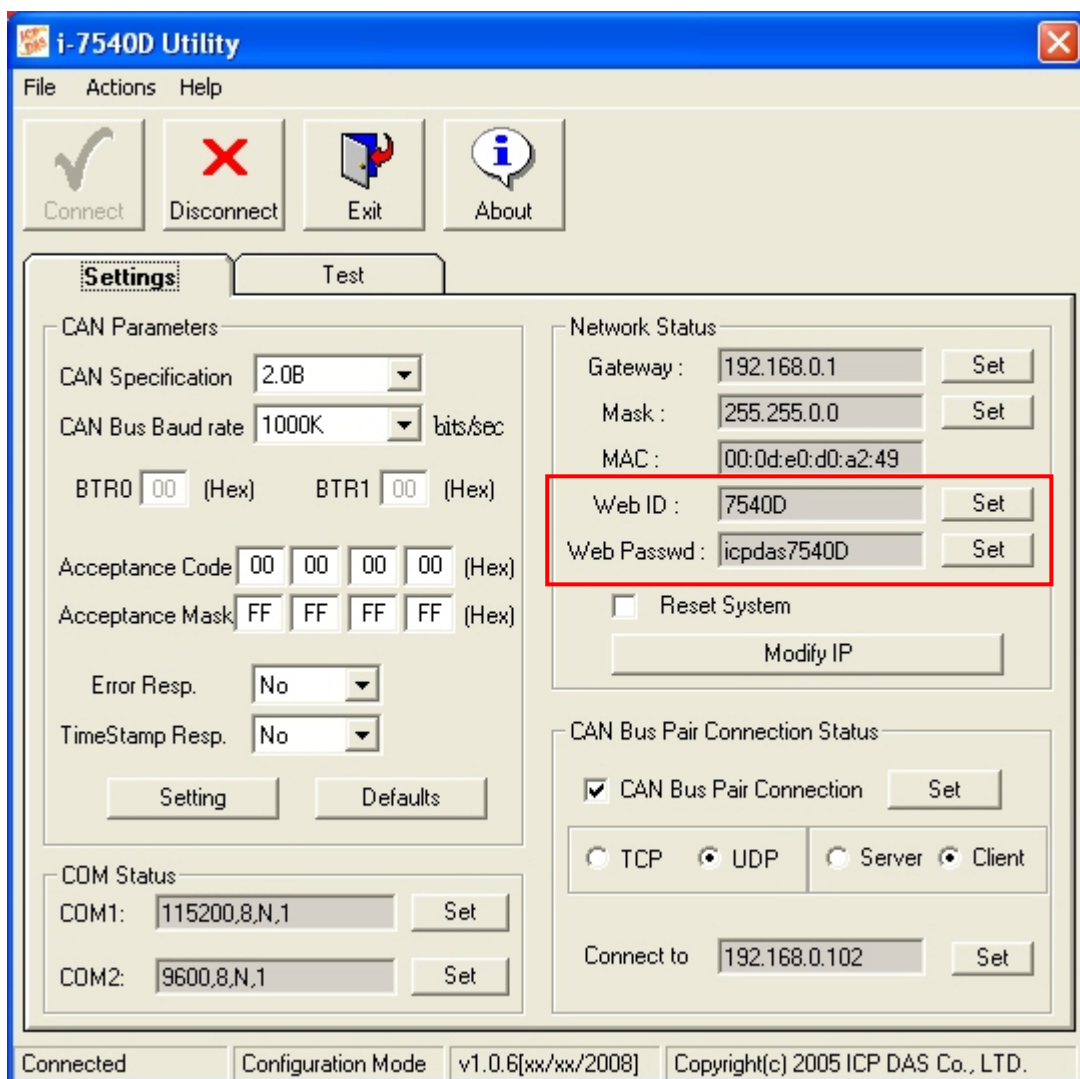 i-7540D Utility
File Actions Help
Connect Disconnect Exit About
Settings Test
CAN Parameters
CAN Specification 2.0B
CAN Bus Baud rate 1000K bits/sec
BTR0 00 (Hex) BTR1 00 (Hex)
Acceptance Code 00 00 00 00 (Hex)
Acceptance Mask FF FF FF FF (Hex)
Error Resp. No
TimeStamp Resp. No
Setting Defaults
COM Status
COM1: 115200,8,N,1 Set
COM2: 9600,8,N,1 Set
Network Status
Gateway : 192.168.0.1 Set
Mask : 255.255.0.0 Set
MAC : 00:0d:e0:d0:a2:49
Web ID : 7540D Set
Web Passwd : icpdas7540D Set
Reset System
Modify IP
CAN Bus Pair Connection Status
CAN Bus Pair Connection Set
TCP UDP Server Client
Connect to 192.168.0.102 Set
Connected Configuration Mode v1.0.6[xx/xx/2008] Copyright(c) 2005 ICP DAS Co., LTD.